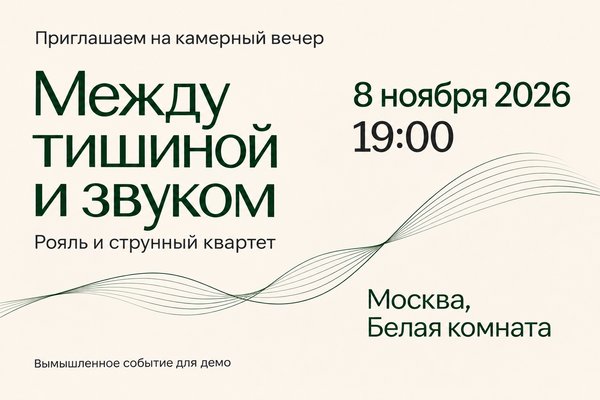 Приглашаем на камерный вечер
Между
тишиной
и звуком
Рояль и струнный квартет
8 ноября 2026
19:00
Москва,
Белая комната
Вымышленное событие для демо